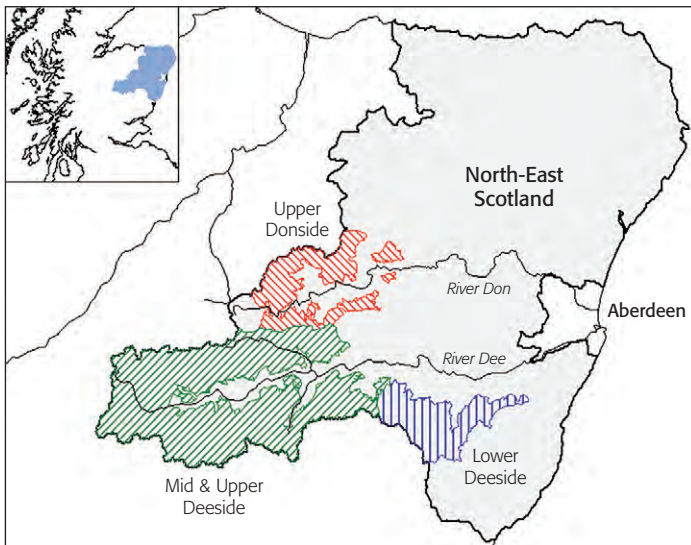 North-East
Scotland
Upper
Donside
River Don
Aberdeen
River Dee
Lower
Deeside
Mid & Upper
Deeside